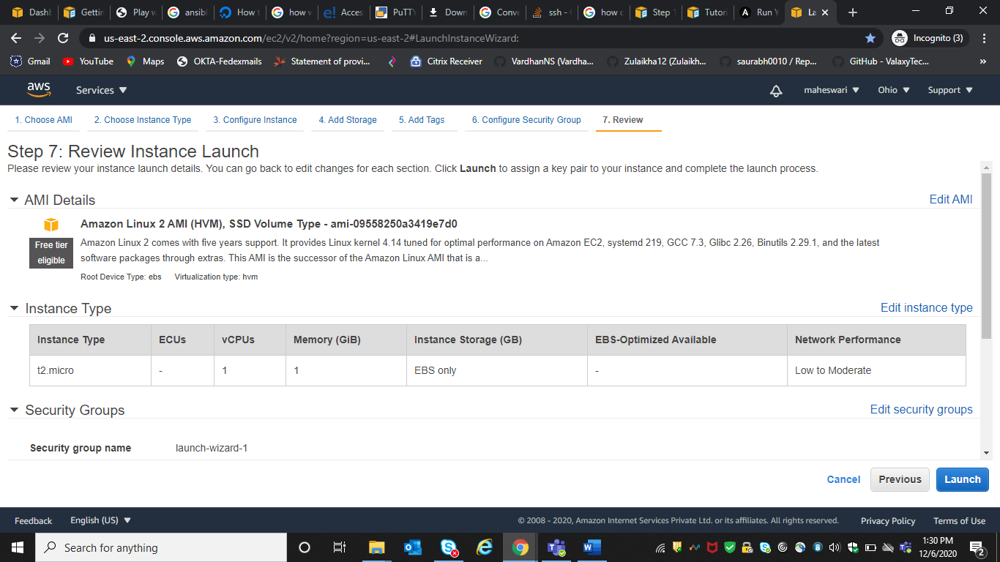 Dashb
Gettin
Play w
ansibl
How t
how w
Acces
PuTTY
Down
Conve
ssh -
how c
Step 1
Tutori
Run Y
La
us-east-2.console.aws.amazon.com/ec2/v2/home?region=us-east-2#LaunchInstanceWizard:
Incognito (3)
Gmail
YouTube
Maps
OKTA-Fedexmails
Statement of provi...
Citrix Receiver
VardhanNS (Vardha...
Zulaikha12 (Zulaikh...
saurabh0010 / Rep...
GitHub - ValaxyTec...
aws
Services
maheswari
Ohio
Support
1. Choose AMI
2. Choose Instance Type
3. Configure Instance
4. Add Storage
5. Add Tags
6. Configure Security Group
7. Review
Step 7: Review Instance Launch
Please review your instance launch details. You can go back to edit changes for each section. Click Launch to assign a key pair to your instance and complete the launch process.
AMI Details
Edit AMI
Amazon Linux 2 AMI (HVM), SSD Volume Type - ami-09558250a3419e7d0
Free tier
eligible
Amazon Linux 2 comes with five years support. It provides Linux kernel 4.14 tuned for optimal performance on Amazon EC2, systemd 219, GCC 7.3, Glibc 2.26, Binutils 2.29.1, and the latest
software packages through extras. This AMI is the successor of the Amazon Linux AMI that is a...
Root Device Type: ebs Virtualization type: hvm
Instance Type
Edit instance type
Instance Type ECUs vCPUs Memory (GiB) Instance Storage (GB) EBS-Optimized Available Network Performance
t2.micro - 1 1 EBS only - Low to Moderate
Security Groups
Edit security groups
Security group name launch-wizard-1
Cancel
Previous
Launch
Feedback
English (US)
© 2008 - 2020, Amazon Internet Services Private Ltd. or its affiliates. All rights reserved.
Privacy Policy
Terms of Use
Search for anything
1:30 PM
12/6/2020
2